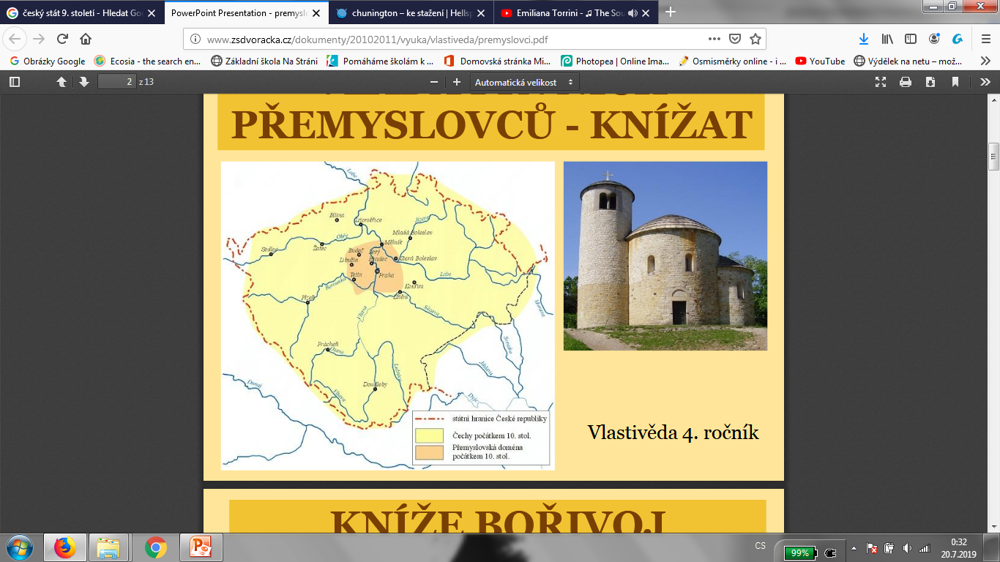 český stát 9. století - Hledat Goo
PowerPoint Presentation - premysl
chunington – ke stažení | Hellsp
Emiliana Torrini - ♫ The Sou
www.zsdvoracka.cz/dokumenty/20102011/vyuka/vlastiveda/premyslovci.pdf
Obrázky Google
Ecosia - the search en...
Základní škola Na Stráni
Pomáháme školám k ...
Domovská stránka Mi...
Photopea | Online Ima...
Osmisměrky online - i ...
YouTube
Výdělek na netu – mož...
2 z 13
Automatická velikost
PŘEMYSLOVCŮ - KNÍŽAT
Labe
Bílina
Litoměřice
Jizera
Ohře
Mladá Boleslav
Sedlec
Žatec
Mělník
Budeč
Levý
Hradec
Stará Boleslav
Libušín
Tetín
Praha
Labe
Berounka
Kouřim
Plzeň
Vltava
Sázava
Morava
Prácheň
Otava
Lužnice
Svratka
Jihlava
Dunaj
Doudleby
Dyje
státní hranice České republiky
Čechy počátkem 10. stol.
Přemyslovská doména
počátkem 10. stol.
Vlastivěda 4. ročník
KNÍŽE BOŘIVOJ
CS
99%
0:32
20.7.2019